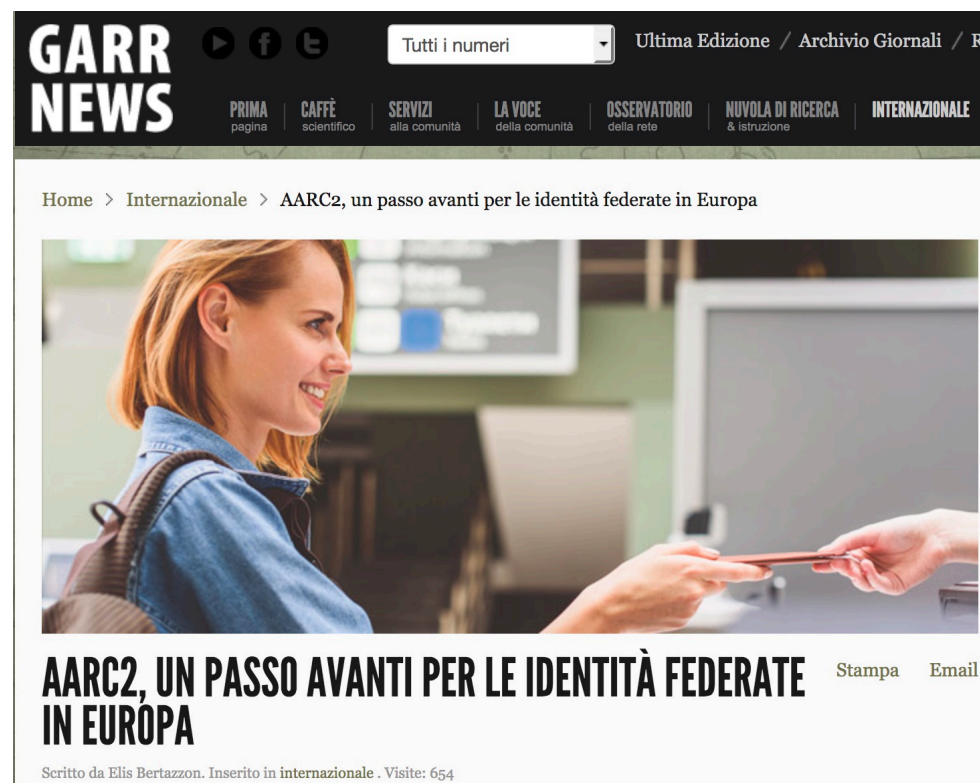 GARR
NEWS
Tutti i numeri
Ultima Edizione / Archivio Giornali / R
PRIMA
pagina
CAFFÈ
scientifico
SERVIZI
alla comunità
LA VOCE
della comunità
OSSERVATORIO
della rete
NUVOLA DI RICERCA
& istruzione
INTERNAZIONALE
Home > Internazionale > AARC2, un passo avanti per le identità federate in Europa
AARC2, UN PASSO AVANTI PER LE IDENTITÀ FEDERATE
IN EUROPA
Stampa Email
Scritto da Elis Bertazzon. Inserito in internazionale . Visite: 654